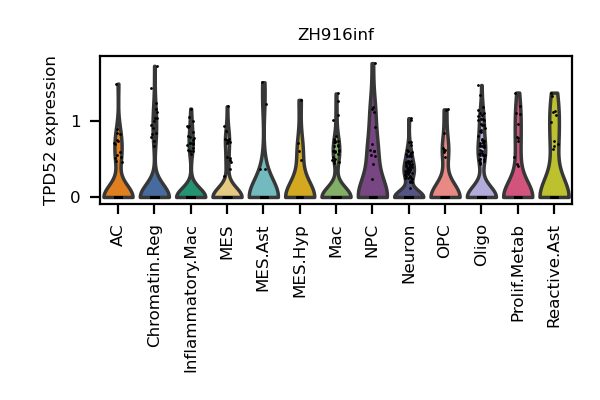 ZH916inf
TPD52 expression
1
0
AC
Chromatin.Reg
Inflammatory.Mac
MES
MES.Ast
MES.Hyp
Mac
NPC
Neuron
OPC
Oligo
Prolif.Metab
Reactive.Ast